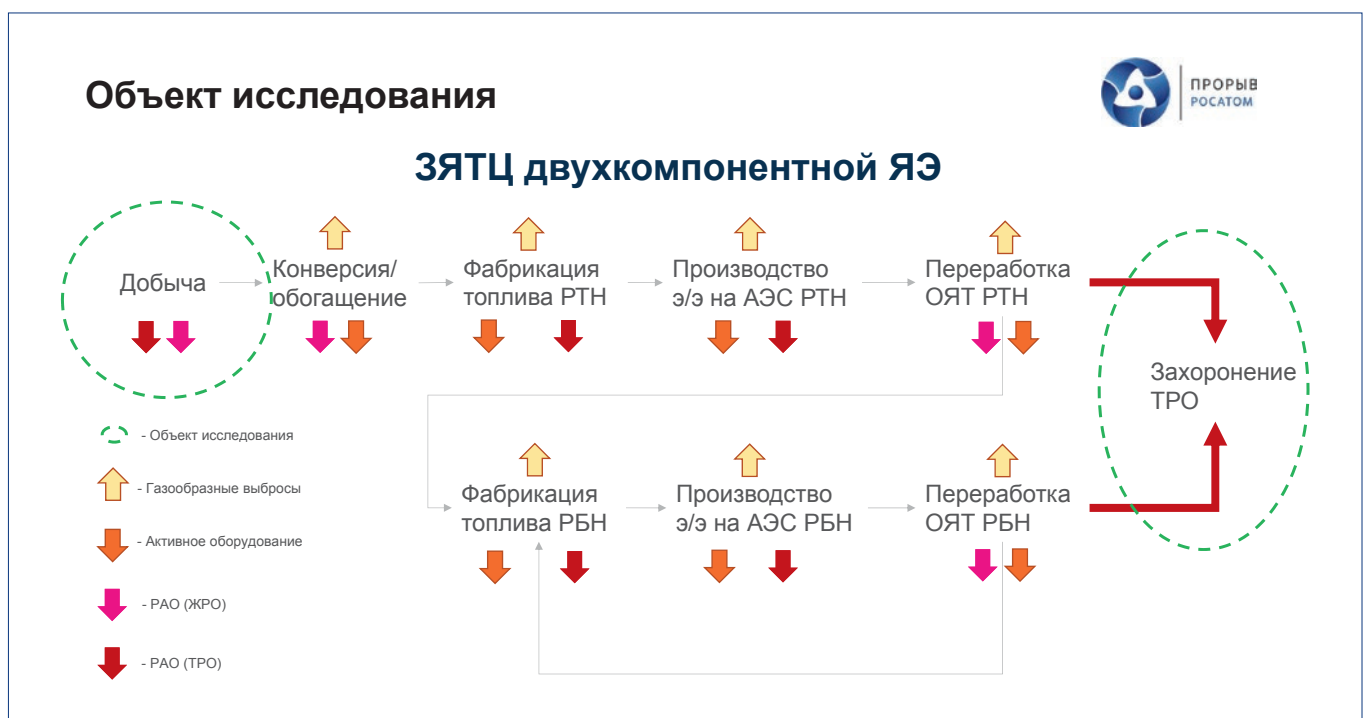 Объект исследования
ПРОРЫВ
РОСАТОМ
ЗЯТЦ двухкомпонентной ЯЭ
Добыча
Конверсия/
обогащение
Фабрикация
топлива РТН
Производство
э/э на АЭС РТН
Переработка
ОЯТ РТН
Захоронение
ТРО
Фабрикация
топлива РБН
Производство
э/э на АЭС РБН
Переработка
ОЯТ РБН
- Объект исследования
- Газообразные выбросы
- Активное оборудование
- РАО (ЖРО)
- РАО (ТРО)